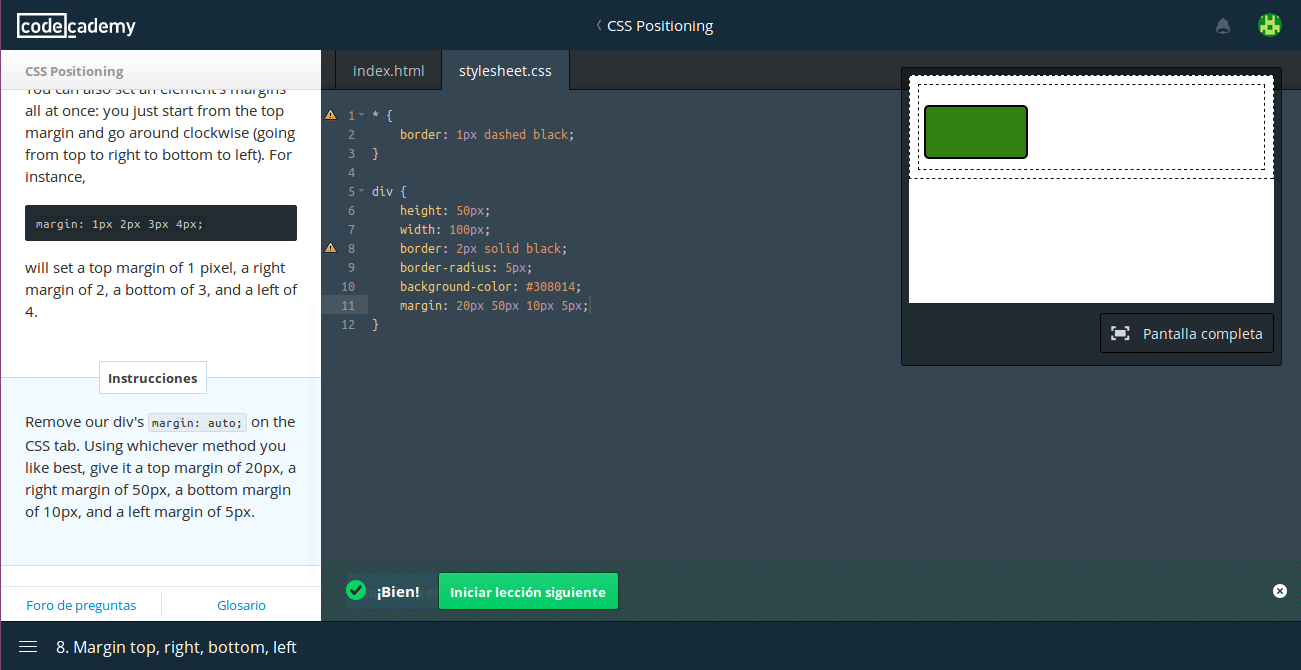 codecademy
CSS Positioning
CSS Positioning
You can also set an element's margins
all at once: you just start from the top
margin and go around clockwise (going
from top to right to bottom to left). For
instance,
margin: 1px 2px 3px 4px;
will set a top margin of 1 pixel, a right
margin of 2, a bottom of 3, and a left of
4.
Instrucciones
Remove our div's margin: auto; on the
CSS tab. Using whichever method you
like best, give it a top margin of 20px, a
right margin of 50px, a bottom margin
of 10px, and a left margin of 5px.
Foro de preguntas
Glosario
index.html
stylesheet.css
1 * {
2 border: 1px dashed black;
3 }
4
5 div {
6 height: 50px;
7 width: 100px;
8 border: 2px solid black;
9 border-radius: 5px;
10 background-color: #308014;
11 margin: 20px 50px 10px 5px;
12 }
Pantalla completa
¡Bien!
Iniciar lección siguiente
8. Margin top, right, bottom, left